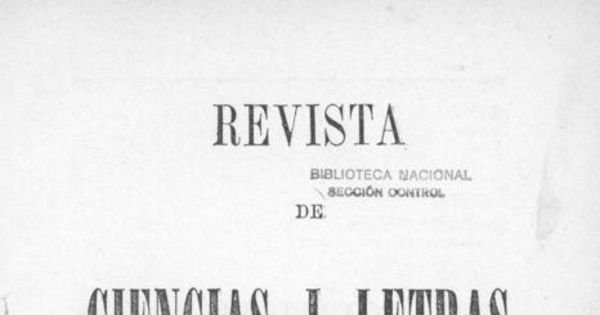 REVISTA
BIBLIOTECA NACIONAL
SECCIÓN CONTROL
DE
CIENCIAS I LETRAS